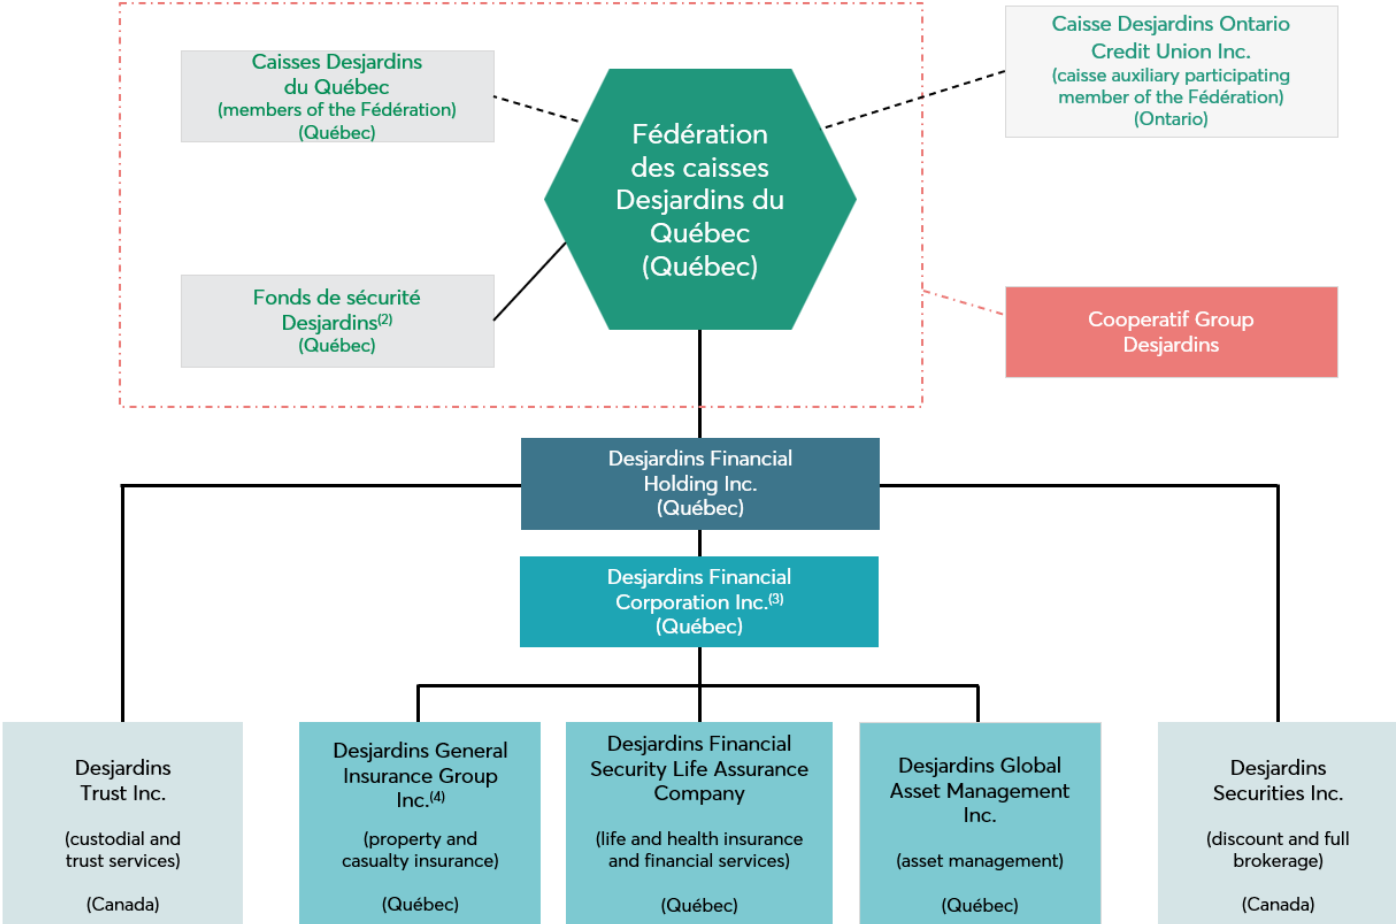 Caisses Desjardins
du Québec
(members of the Fédération)
(Québec)
Fédération
des caisses
Desjardins du
Québec
(Québec)
Caisse Desjardins Ontario
Credit Union Inc.
(caisse auxiliary participating
member of the Fédération)
(Ontario)
Fonds de sécurité
Desjardins(2)
(Québec)
Cooperatif Group
Desjardins
Desjardins Financial
Holding Inc.
(Québec)
Desjardins Financial
Corporation Inc.(3)
(Québec)
Desjardins
Trust Inc.
(custodial and
trust services)
(Canada)
Desjardins General
Insurance Group
Inc.(4)
(property and
casualty insurance)
(Québec)
Desjardins Financial
Security Life Assurance
Company
(life and health insurance
and financial services)
(Québec)
Desjardins Global
Asset Management
Inc.
(asset management)
(Québec)
Desjardins
Securities Inc.
(discount and full
brokerage)
(Canada)